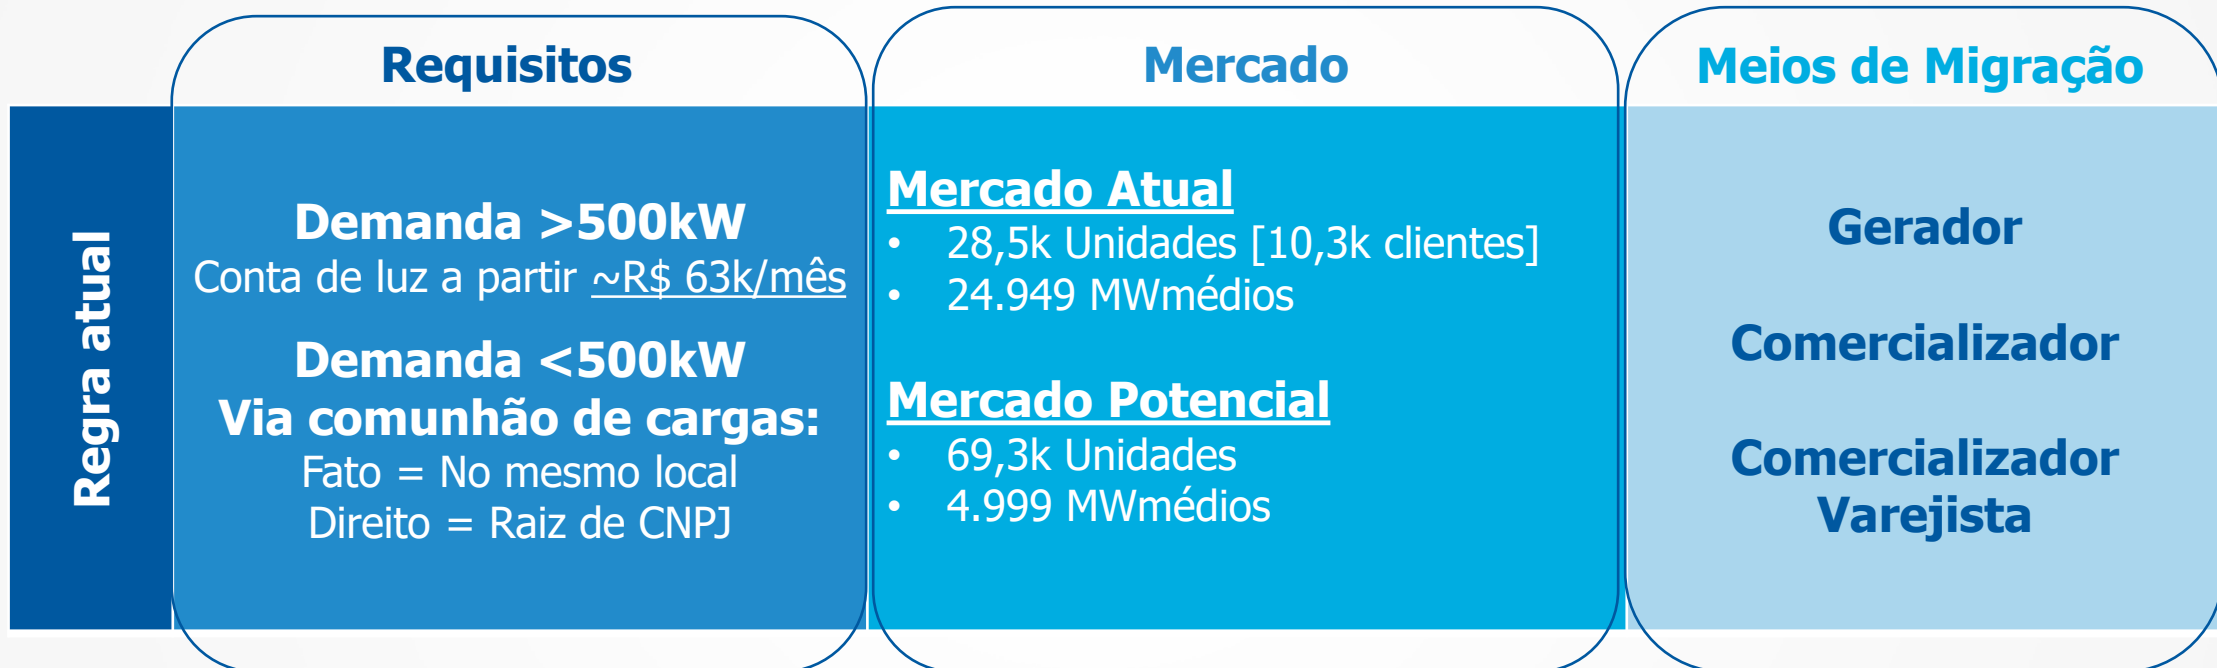 Requisitos
Mercado
Meios de Migração
Regra atual
Demanda >500kW
Conta de luz a partir ~R$ 63k/mês
Demanda <500kW
Via comunhão de cargas:
Fato = No mesmo local
Direito = Raiz de CNPJ
Mercado Atual
• 28,5k Unidades [10,3k clientes]
• 24.949 MWmédios
Mercado Potencial
• 69,3k Unidades
• 4.999 MWmédios
Gerador
Comercializador
Comercializador
Varejista